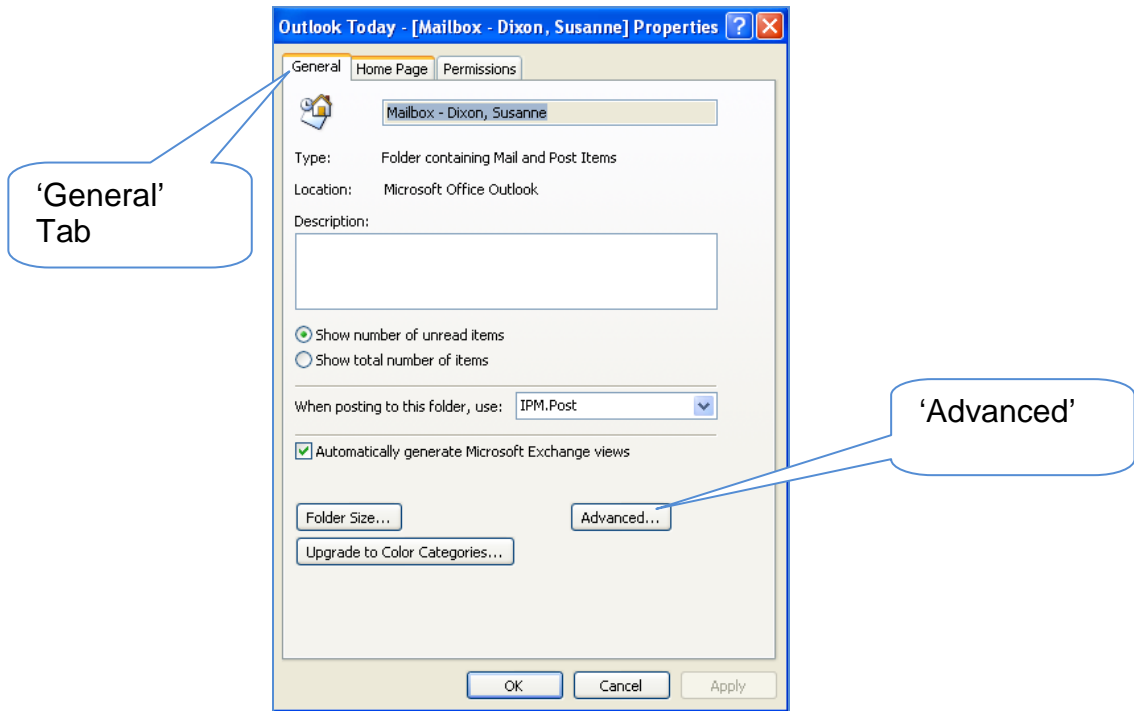 Outlook Today - [Mailbox - Dixon, Susanne] Properties ? X
General Home Page Permissions
Mailbox - Dixon, Susanne
Type: Folder containing Mail and Post Items
‘General’
Tab
Location: Microsoft Office Outlook
Description:
Show number of unread items
Show total number of items
When posting to this folder, use: IPM.Post
‘Advanced’
Automatically generate Microsoft Exchange views
Folder Size... Advanced...
Upgrade to Color Categories...
OK Cancel Apply